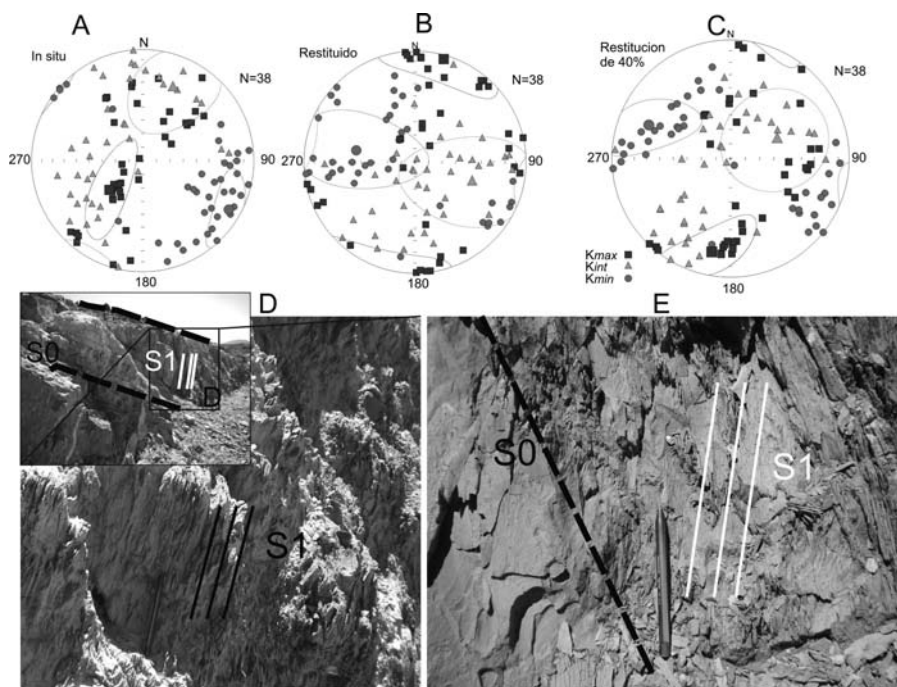 A
In situ
N
N=38
270
90
180
B
Restituido
N=38
270
90
180
C
Restitucion
de 40%
N
N=38
270
90
180
Kmax
Kint
Kmin
D
S0
S1
D
S1
E
S0
S1